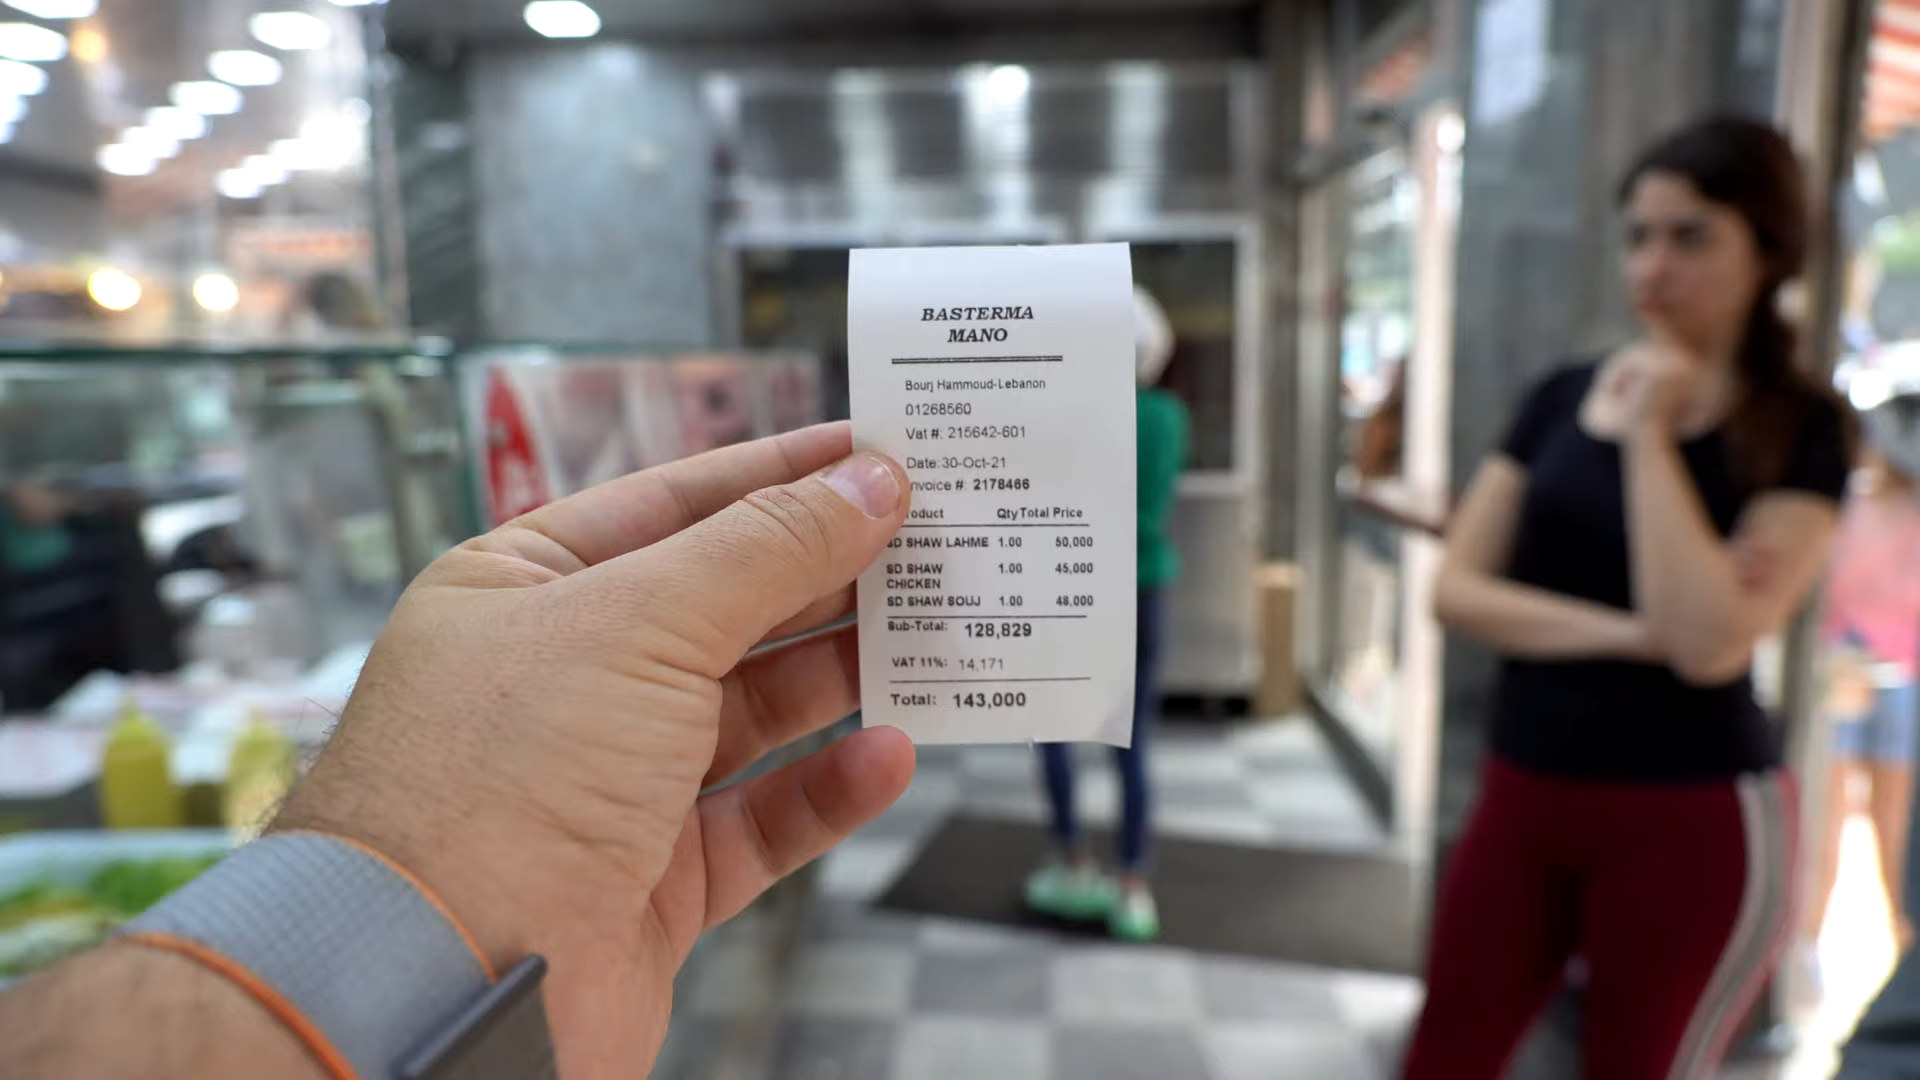 BASTERMA
MANO
Bourj Hammoud-Lebanon
01268560
Vat #: 215642-601
Date:30-Oct-21
nvoice #: 2178466
oduct Qty Total Price
SD SHAW LAHME 1.00 50,000
SD SHAW 1.00 45,000
CHICKEN
SD SHAW SOUJ 1.00 48,000
Sub-Total: 128,829
VAT 11%: 14,171
Total: 143,000